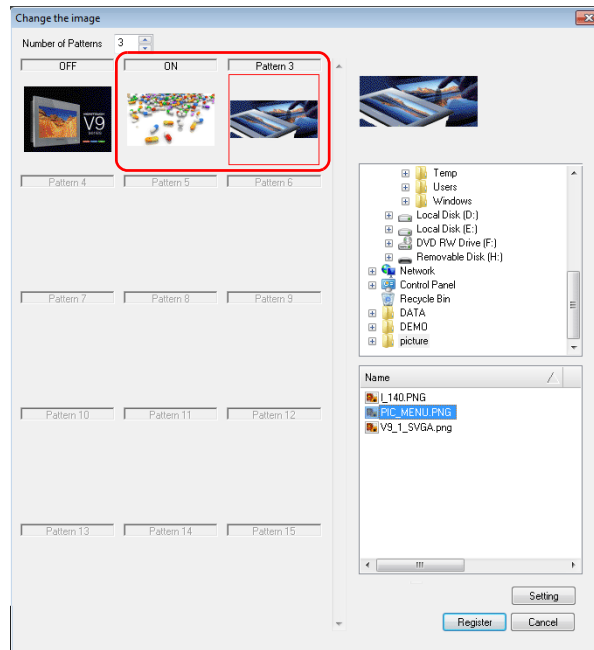 Change the image
Number of Patterns 3
OFF ON Pattern 3
V9
Pattern 4 Pattern 5 Pattern 6
Pattern 7 Pattern 8 Pattern 9
Pattern 10 Pattern 11 Pattern 12
Pattern 13 Pattern 14 Pattern 15
Temp
Users
Windows
Local Disk (D:)
Local Disk (E:)
DVD RW Drive (F:)
Removable Disk (H:)
Network
Control Panel
Recycle Bin
DATA
DEMO
picture
Name
I_140.PNG
PIC_MENU.PNG
V9_1_SVGA.png
Setting
Register Cancel